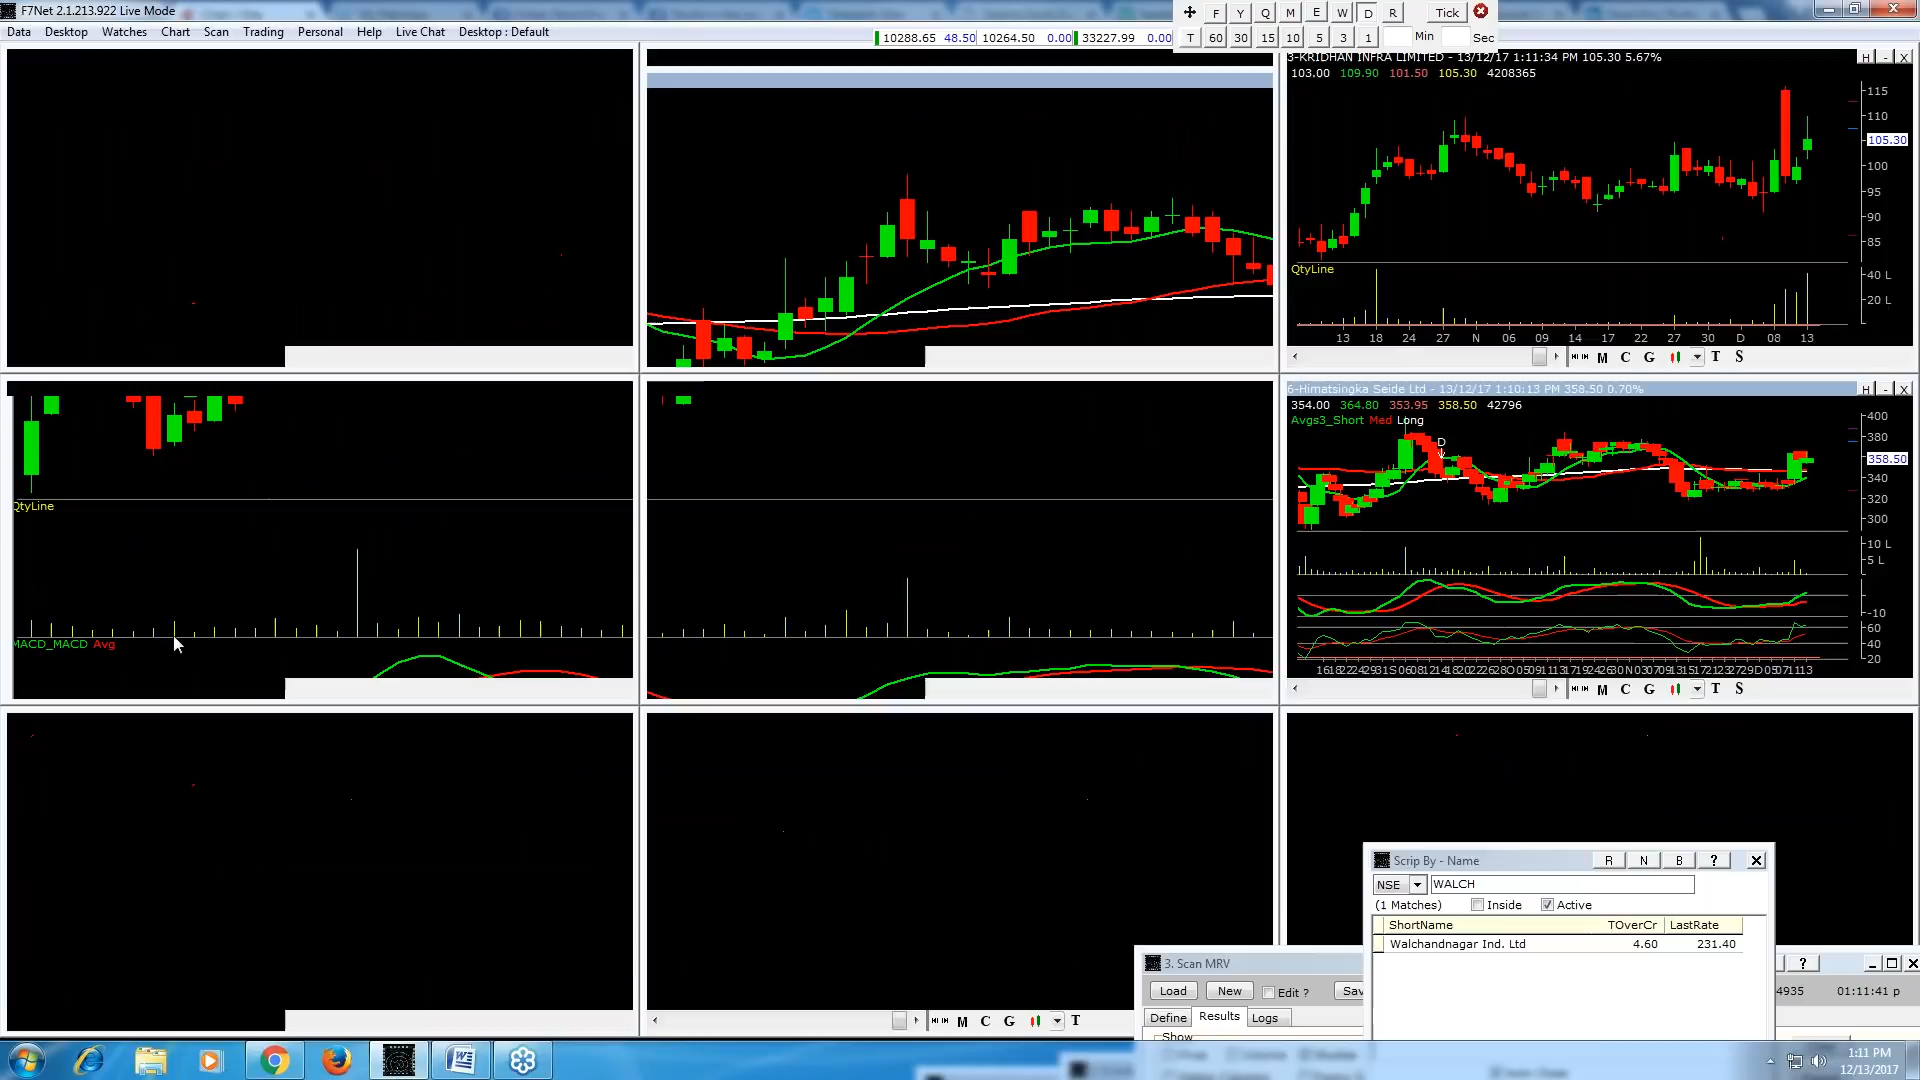 F7Net 2.1.213.922 Live Mode
Data Desktop Watches Chart Scan Trading Personal Help Live Chat Desktop : Default
10288.65 48.50 10264.50 0.00 33227.99 0.00
F Y Q M E W D R Tick
T 60 30 15 10 5 3 1 Min Sec
3-KRIDHAN INFRA LIMITED - 13/12/17 1:11:34 PM 105.30 5.67%
H - X
103.00 109.90 101.50 105.30 4208365
115
110
105.30
100
95
90
85
QtyLine
40 L
20 L
13 18 24 27 N 06 09 14 17 22 27 30 D 08 13
M C G T S
6-Himatsingka Seide Ltd - 13/12/17 1:10:13 PM 358.50 0.70%
H - X
354.00 364.80 353.95 358.50 42796
Avgs3_Short Med Long
D
400
380
358.50
340
320
300
10 L
5 L
-10
60
40
20
M C G T S
QtyLine
MACD_MACD Avg
M C G T
Scrip By - Name
R N B ?
NSE WALCH
(1 Matches) Inside Active
ShortName TOverCr LastRate
Walchandnagar Ind. Ltd 4.60 231.40
3. Scan MRV
?
Load New Edit ? Sav
4935 01:11:41 p
Define Results Logs
Show
1:11 PM
12/13/2017